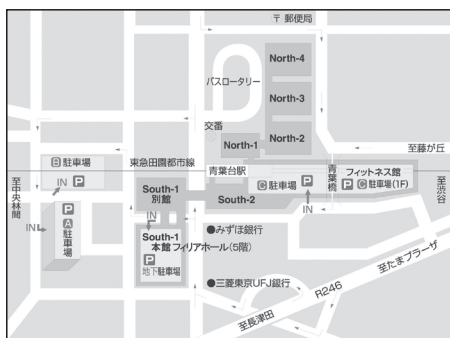 〒 郵便局
North-4
バスロータリー
North-3
交番
North-1
North-2
至藤が丘
B 駐車場
東急田園都市線
青葉台駅
青葉橋
フィットネス館
IN P
South-1
別館
C 駐車場 P
P C 駐車場(1F)
至中央林間
至渋谷
South-2
IN
IN
IN
P
A
駐車場
South-1
本館 フィリアホール(5階)
P
地下駐車場
●みずほ銀行
至たまプラーザ
●三菱東京UFJ銀行
R246
至長津田